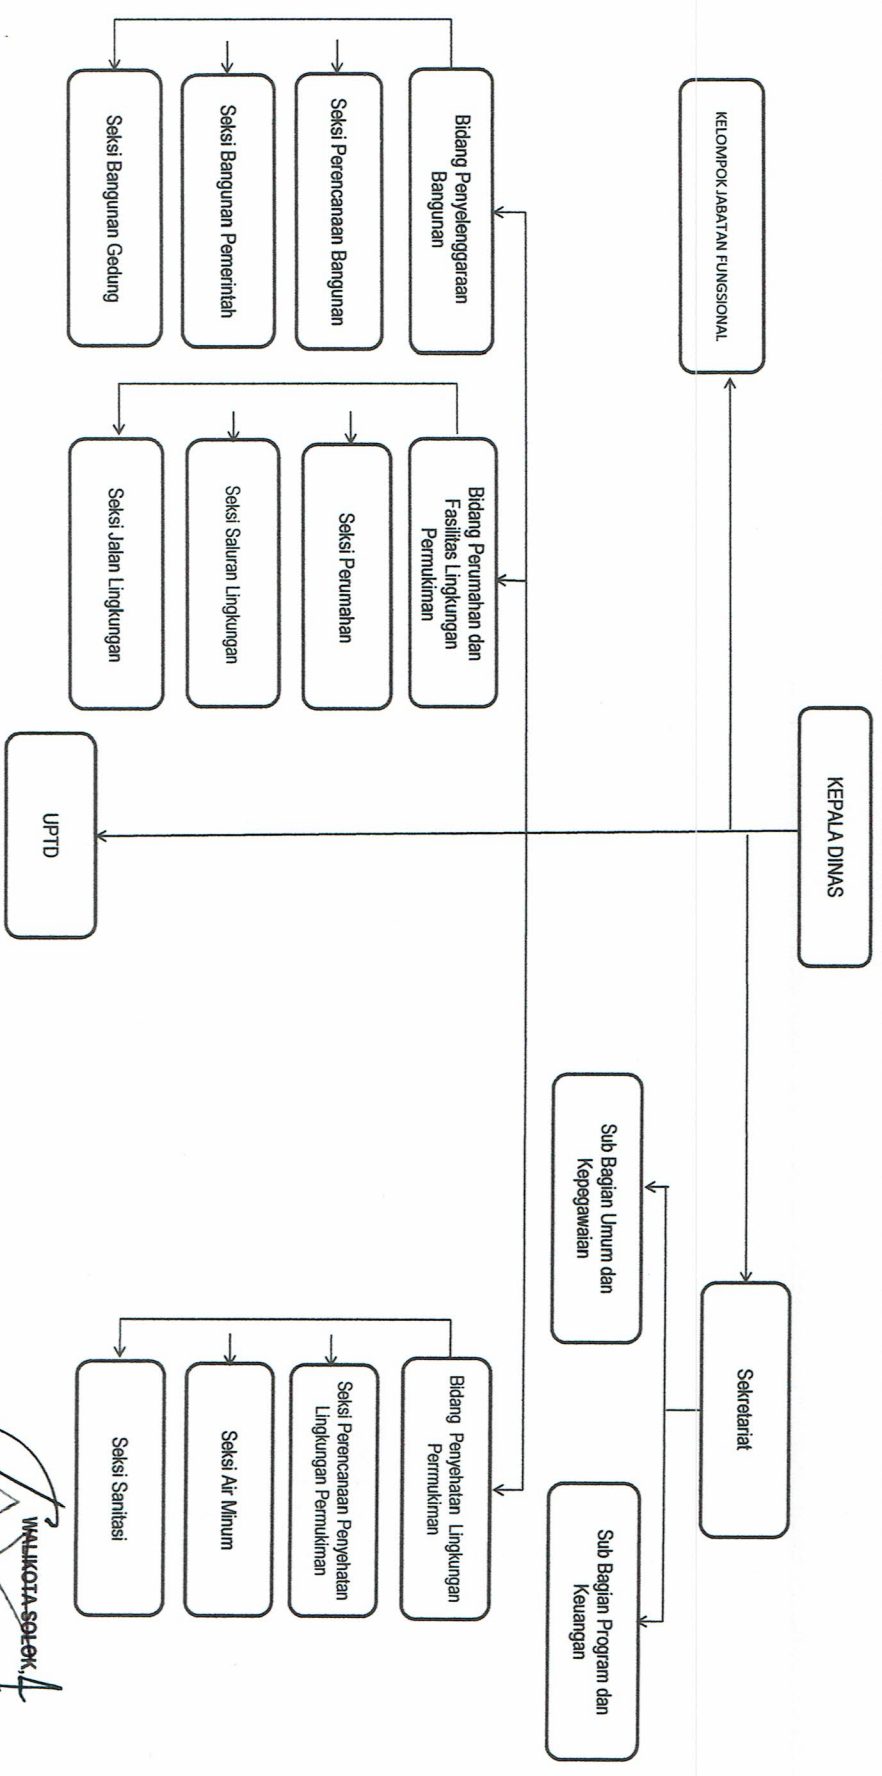 KEPALA DINAS
KELOMPOK JABATAN FUNGSIONAL
Sekretariat
Sub Bagian Umum dan
Kepegawaian
Sub Bagian Program dan
Keuangan
Bidang Penyelenggaraan
Bangunan
Seksi Perencanaan Bangunan
Seksi Bangunan Pemerintah
Seksi Bangunan Gedung
Bidang Perumahan dan
Fasilitas Lingkungan
Permukiman
Seksi Perumahan
Seksi Saluran Lingkungan
Seksi Jalan Lingkungan
Bidang Penyehatan Lingkungan
Perrmukiman
Seksi Perencanaan Penyehatan
Lingkungan Permukiman
Seksi Air Minum
Seksi Sanitasi
UPTD
WALIKOTA SOLOK,